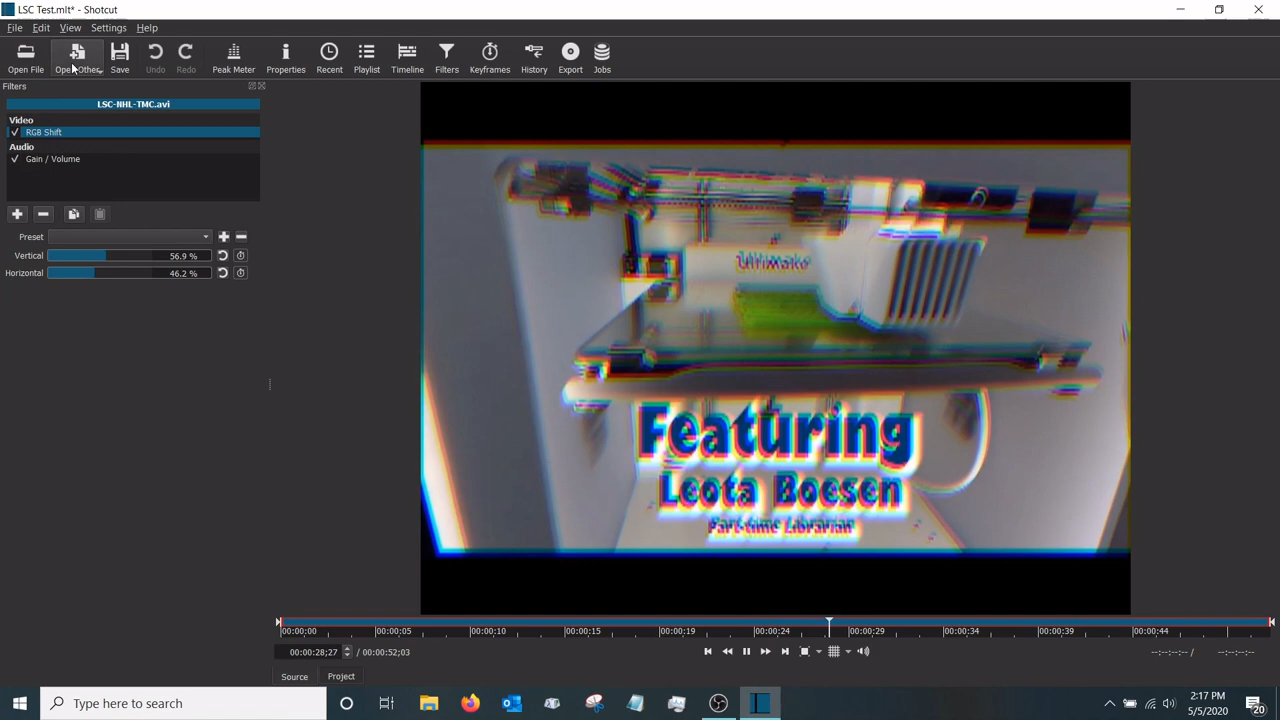 LSC Test.mlt* - Shotcut
File Edit View Settings Help
Open File Open Other... Save Undo Redo Peak Meter Properties Recent Playlist Timeline Filters Keyframes History Export Jobs
Filters
LSC-NHL-TMC.avi
Video
RGB Shift
Audio
Gain / Volume
Preset
Vertical 56.9 %
Horizontal 46.2 %
Ultimaker
Featuring
Leota Boesen
Part-time Librarian
00:00:00 00:00:05 00:00:10 00:00:15 00:00:19 00:00:24 00:00:29 00:00:34 00:00:39 00:00:44
00:00:28;27 / 00:00:52;03 --:--:--:-- / --:--:--:--
Source Project
Type here to search
2:17 PM
5/5/2020
20